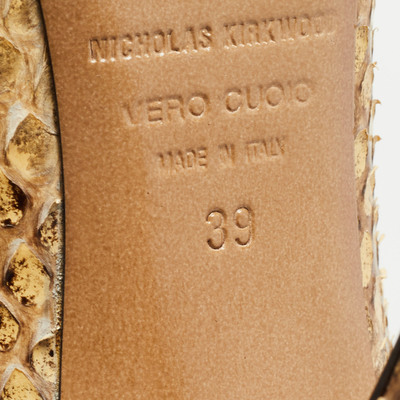 NICHOLAS KIRKWOOD
VERO CUOIO
MADE IN ITALY
39